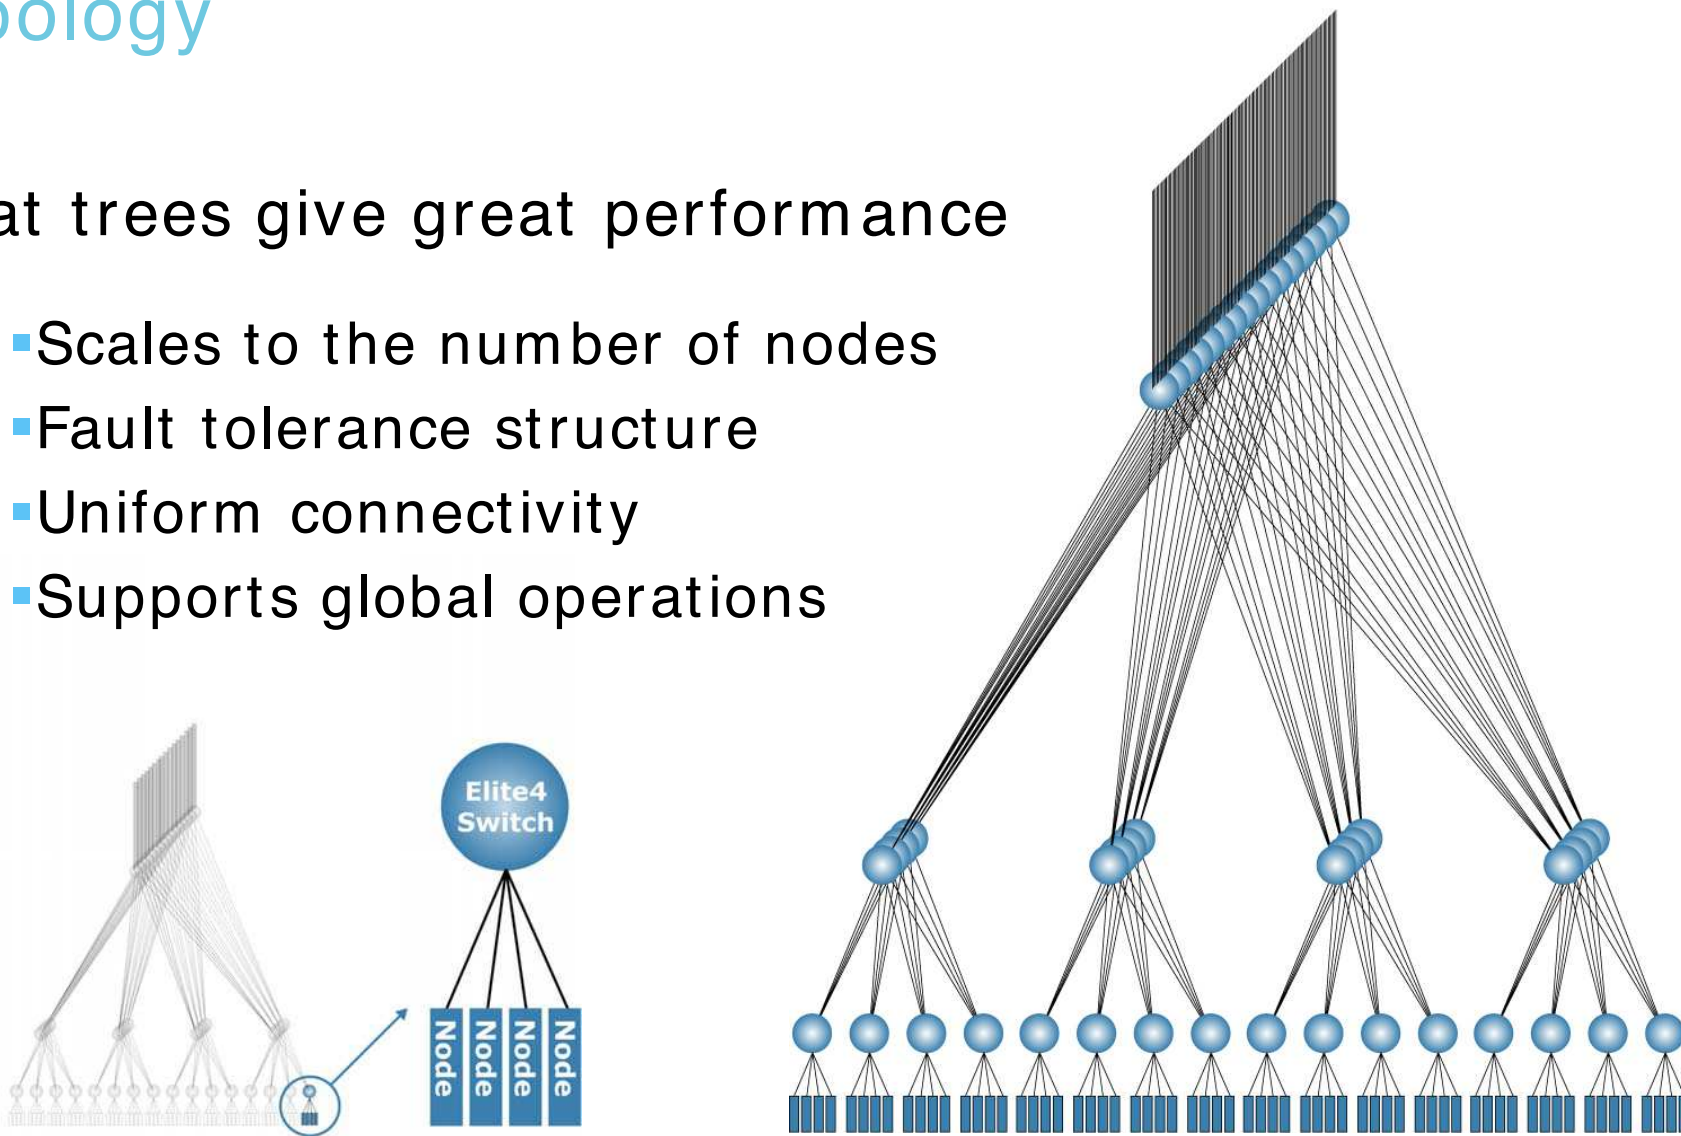 pology
at trees give great performance
Scales to the number of nodes
Fault tolerance structure
Uniform connectivity
Supports global operations
Elite4
Switch
Node
Node
Node
Node